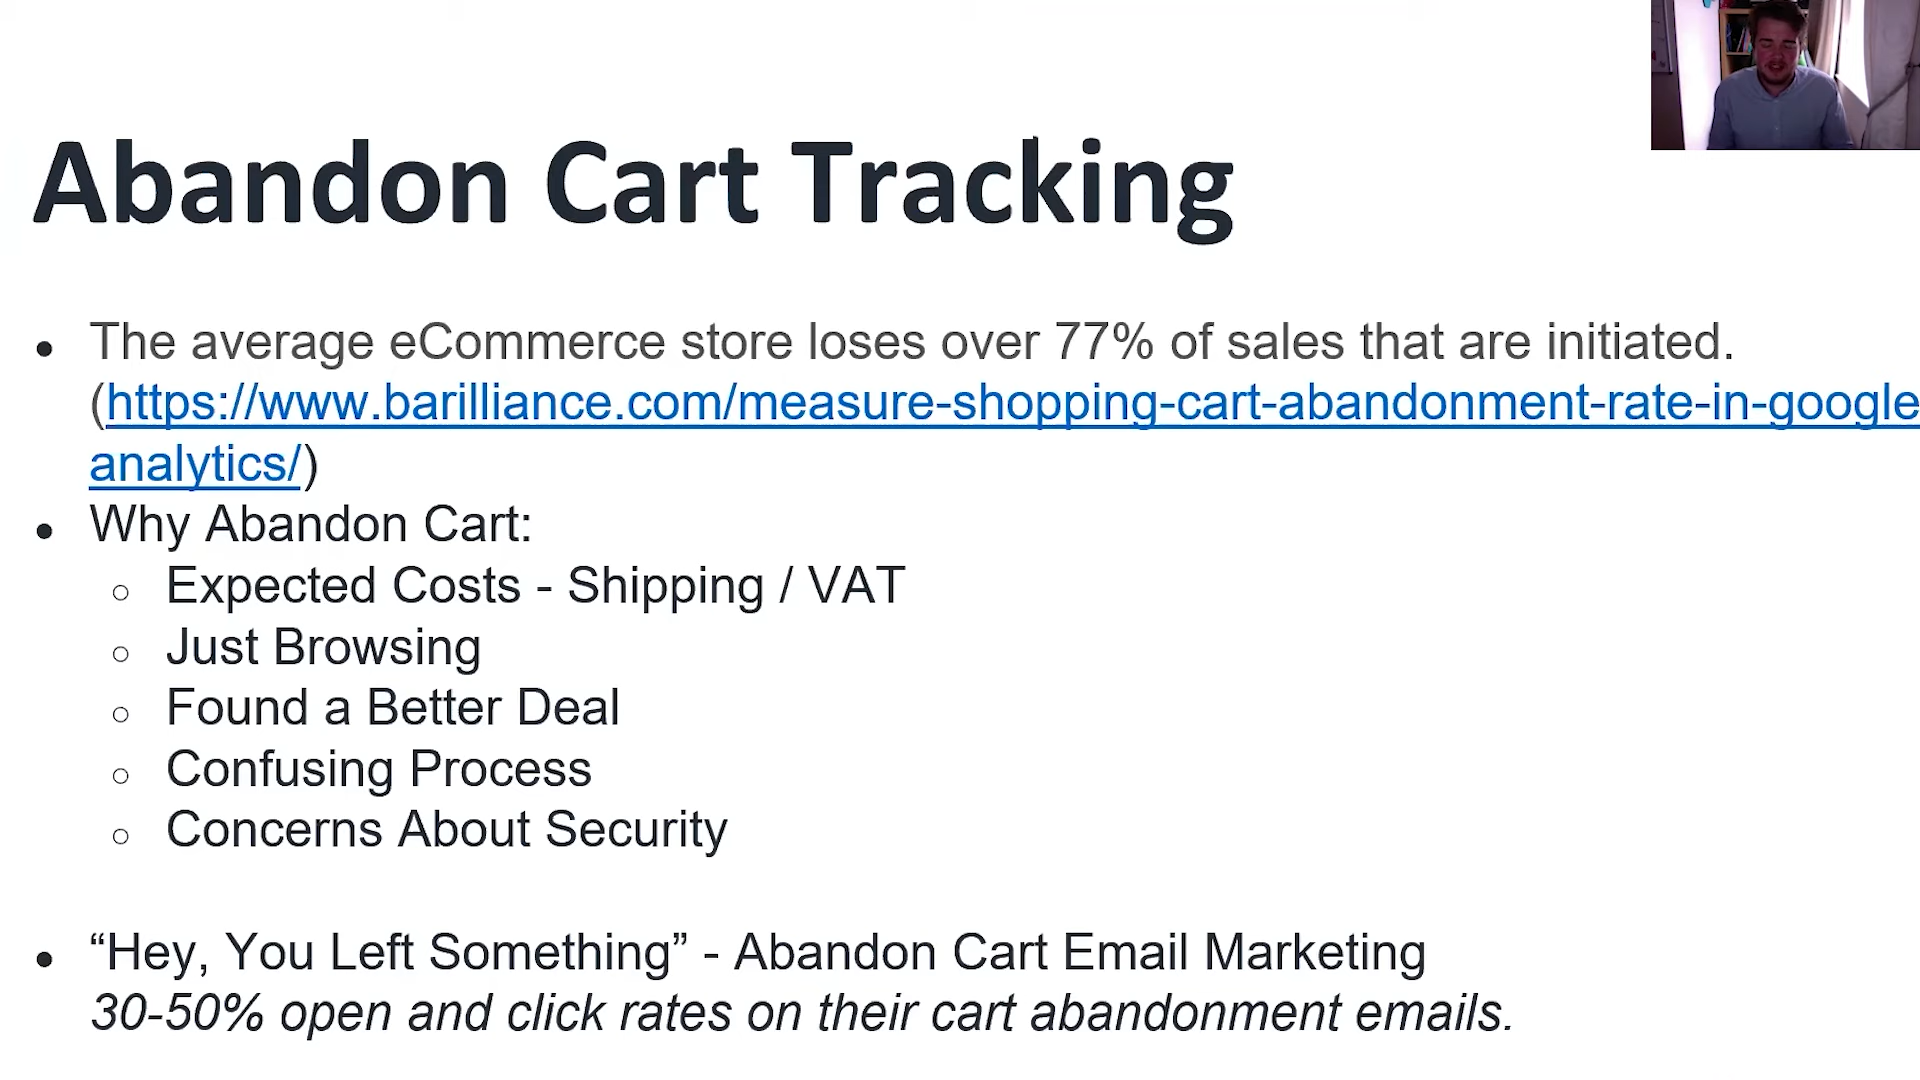 Abandon Cart Tracking
The average eCommerce store loses over 77% of sales that are initiated.
(https://www.barilliance.com/measure-shopping-cart-abandonment-rate-in-google
analytics/)
Why Abandon Cart:
Expected Costs - Shipping / VAT
Just Browsing
Found a Better Deal
Confusing Process
Concerns About Security
“Hey, You Left Something” - Abandon Cart Email Marketing
30-50% open and click rates on their cart abandonment emails.